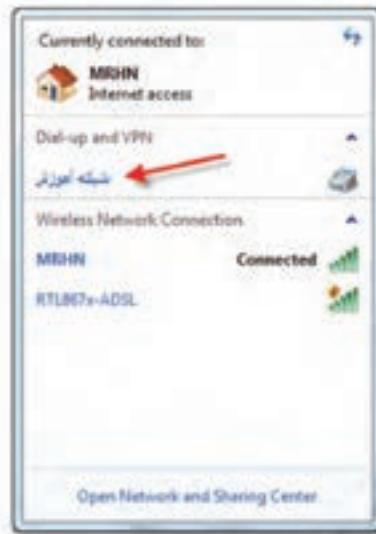 Currently connected to:
MRHN
Internet access
Dial-up and VPN
شبکه آموزش
Wireless Network Connection
MRHN Connected
RTL867x-ADSL
Open Network and Sharing Center